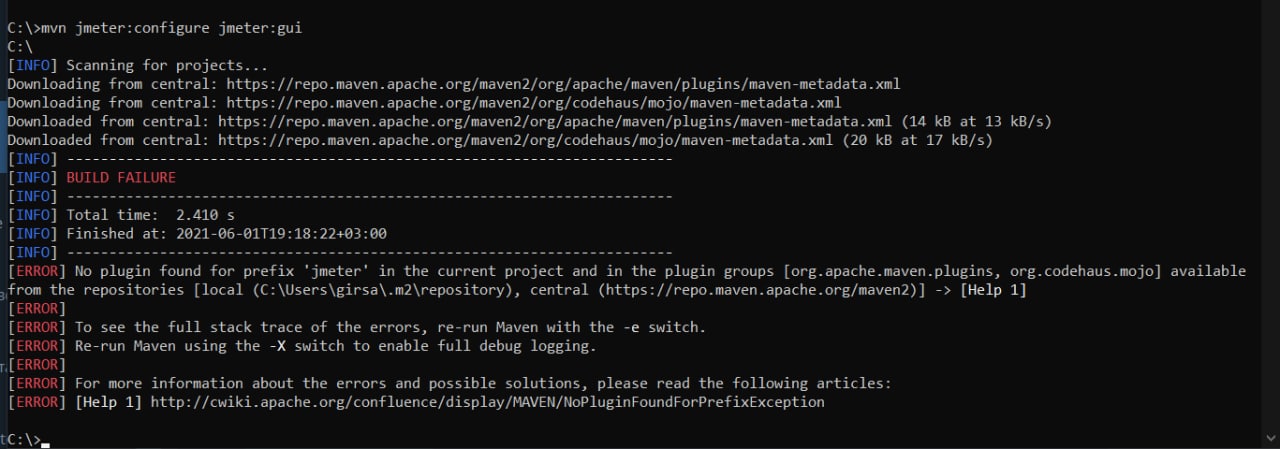 C:\>mvn jmeter:configure jmeter:gui
C:\
[INFO] Scanning for projects...
Downloading from central: https://repo.maven.apache.org/maven2/org/apache/maven/plugins/maven-metadata.xml
Downloading from central: https://repo.maven.apache.org/maven2/org/codehaus/mojo/maven-metadata.xml
Downloaded from central: https://repo.maven.apache.org/maven2/org/apache/maven/plugins/maven-metadata.xml (14 kB at 13 kB/s)
Downloaded from central: https://repo.maven.apache.org/maven2/org/codehaus/mojo/maven-metadata.xml (20 kB at 17 kB/s)
[INFO] ------------------------------------------------------------------------
[INFO] BUILD FAILURE
[INFO] ------------------------------------------------------------------------
[INFO] Total time:  2.410 s
[INFO] Finished at: 2021-06-01T19:18:22+03:00
[INFO] ------------------------------------------------------------------------
[ERROR] No plugin found for prefix 'jmeter' in the current project and in the plugin groups [org.apache.maven.plugins, org.codehaus.mojo] available
from the repositories [local (C:\Users\girsa\.m2\repository), central (https://repo.maven.apache.org/maven2)] -> [Help 1]
[ERROR]
[ERROR] To see the full stack trace of the errors, re-run Maven with the -e switch.
[ERROR] Re-run Maven using the -X switch to enable full debug logging.
[ERROR]
[ERROR] For more information about the errors and possible solutions, please read the following articles:
[ERROR] [Help 1] http://cwiki.apache.org/confluence/display/MAVEN/NoPluginFoundForPrefixException
C:\>